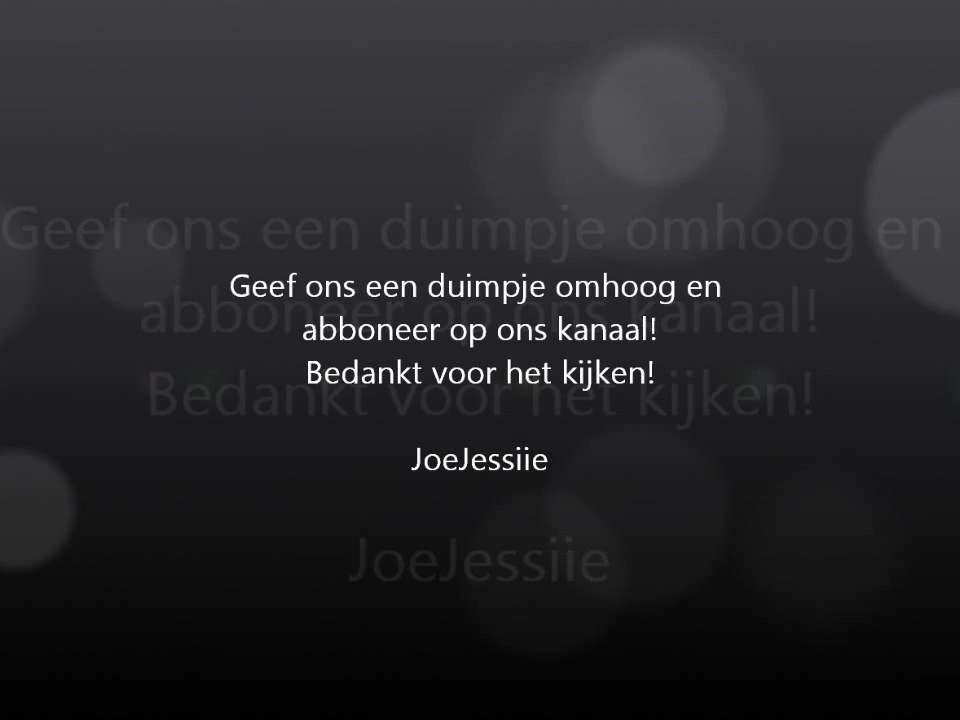 Geef ons een duimpje omhoog en
abboneer op ons kanaal!
Bedankt voor het kijken!
JoeJessiie